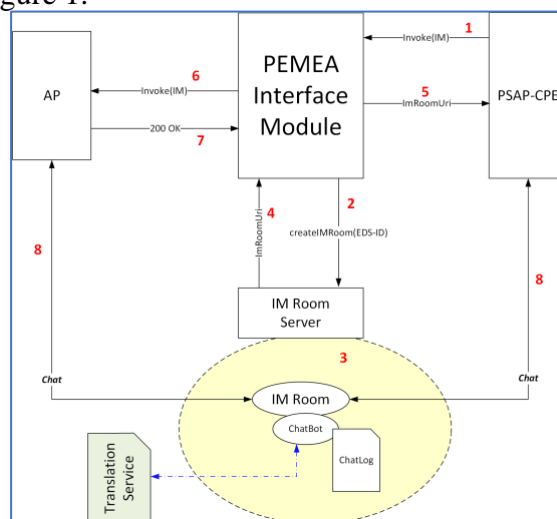 gure 1.
1
Invoke(IM)
6
Invoke(IM)
AP
PEMEA
Interface
Module
5
ImRoomUri
PSAP-CPE
200 OK
7
4
ImRoomUri
2
createIMRoom(EDS-ID)
8
8
IM Room
Server
3
Chat
Chat
IM Room
ChatBot
ChatLog
Translation
Service